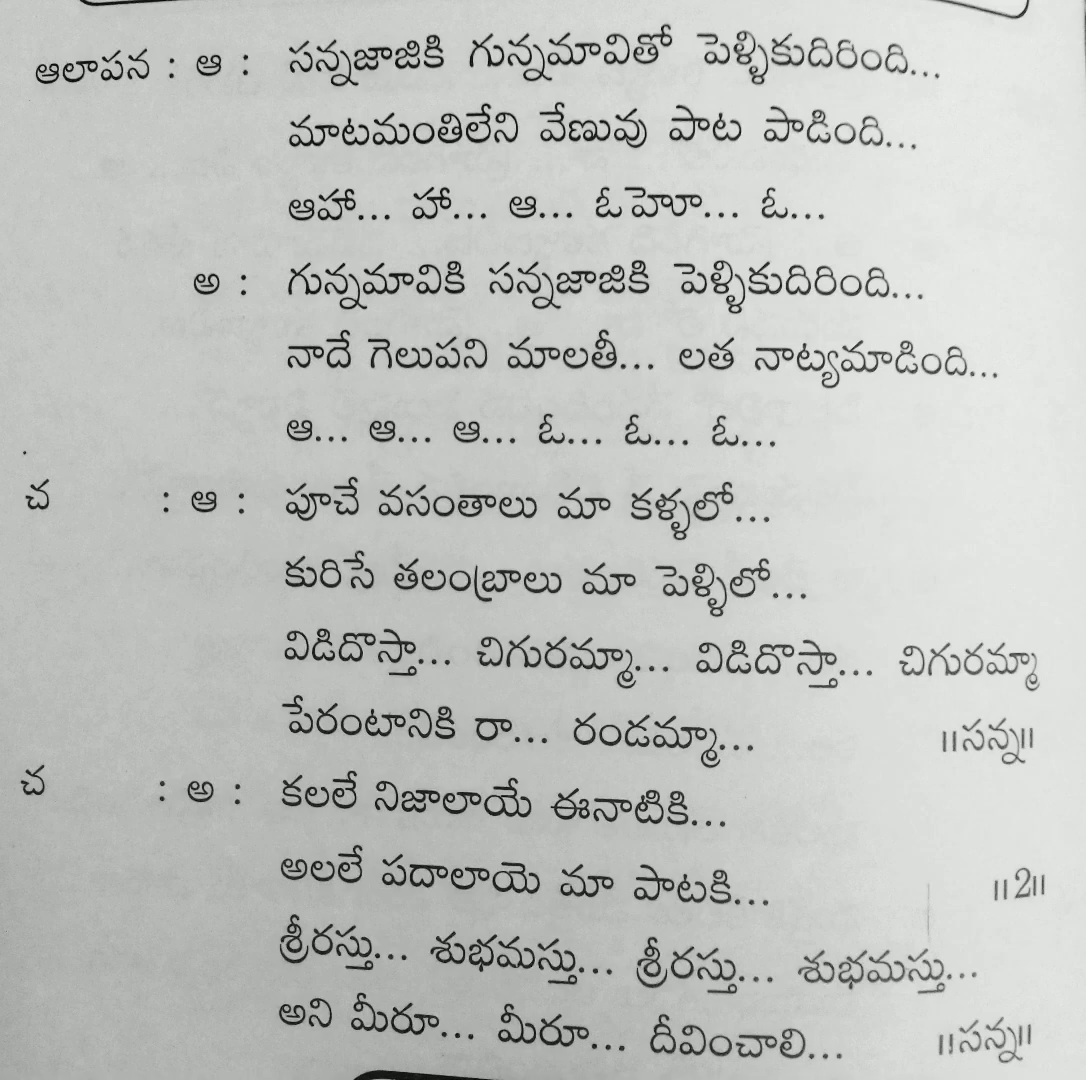 ఆలాపన : ఆ : సన్నజాజికి గున్నమావితో పెళ్ళికుదిరింది...
మాటమంతిలేని వేణువు పాట పాడింది...
ఆహా... హా... ఆ... ఓహెూ... ఓ...
అ : గున్నమావికి సన్నజాజికి పెళ్ళికుదిరింది...
నాదే గెలుపని మాలతీ... లత నాట్యమాడింది...
ఆ... ఆ... ఆ... ఓ... ఓ... ఓ...
చ : ఆ : పూచే వసంతాలు మా కళ్ళలో...
కురిసే తలంబ్రాలు మా పెళ్ళిలో...
విడిదొస్తా... చిగురమ్మా... విడిదొస్తా... చిగురమ్మా
పేరంటానికి రా... రండమ్మా... ॥సన్న॥
చ : అ : కలలే నిజాలాయే ఈనాటికి...
అలలే పదాలాయె మా పాటకి... ॥2॥
శ్రీరస్తు... శుభమస్తు... శ్రీరస్తు... శుభమస్తు...
అని మీరూ... మీరూ... దీవించాలి... ॥సన్న॥